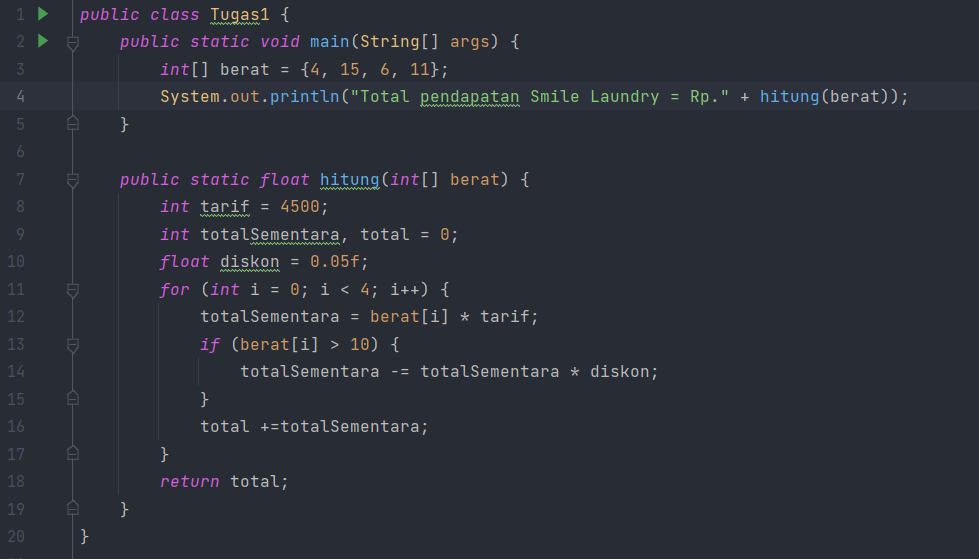 1 public class Tugas1 {
2 public static void main(String[] args) {
3 int[] berat = {4, 15, 6, 11};
4 System.out.println("Total pendapatan Smile Laundry = Rp." + hitung(berat));
5 }
6
7 public static float hitung(int[] berat) {
8 int tarif = 4500;
9 int totalSementara, total = 0;
10 float diskon = 0.05f;
11 for (int i = 0; i < 4; i++) {
12 totalSementara = berat[i] * tarif;
13 if (berat[i] > 10) {
14 totalSementara -= totalSementara * diskon;
15 }
16 total +=totalSementara;
17 }
18 return total;
19 }
20 }